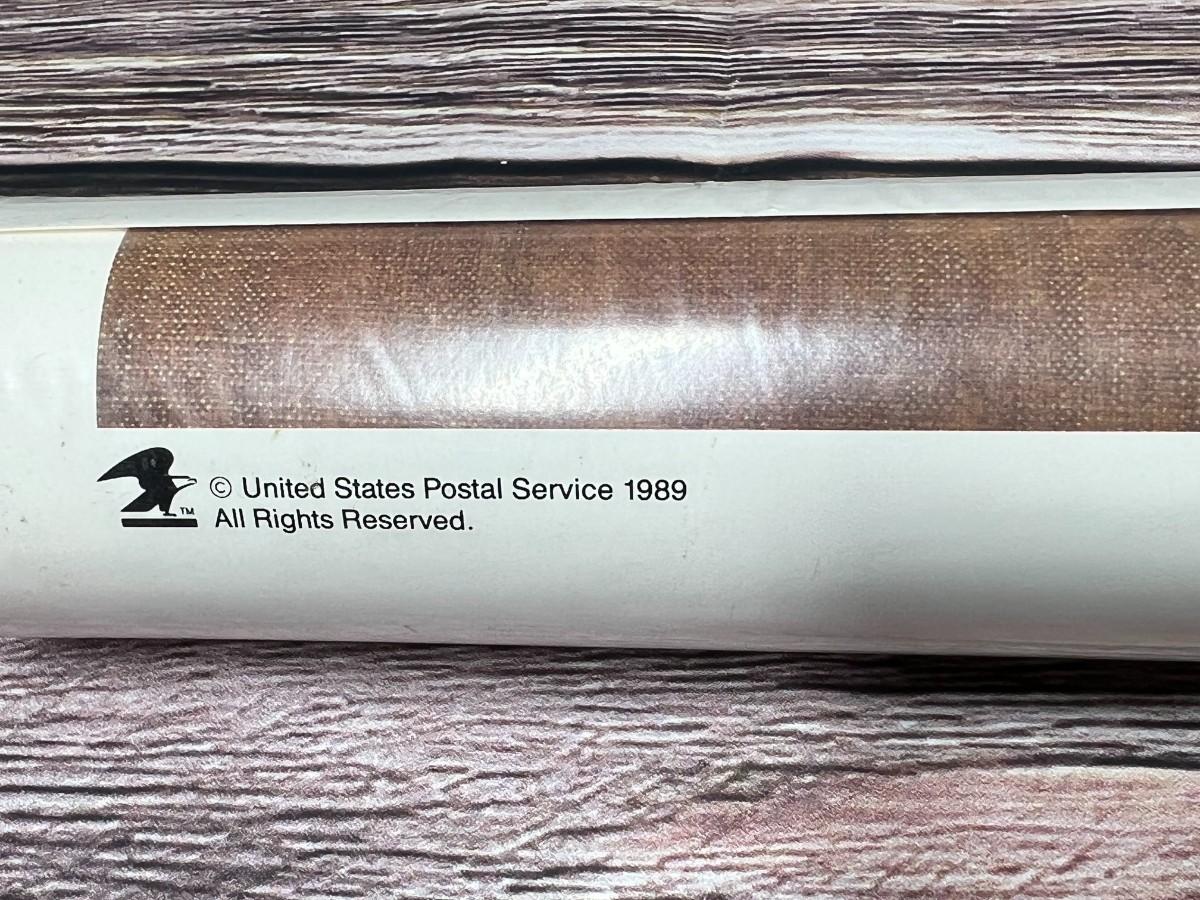 © United States Postal Service 1989
™ All Rights Reserved.